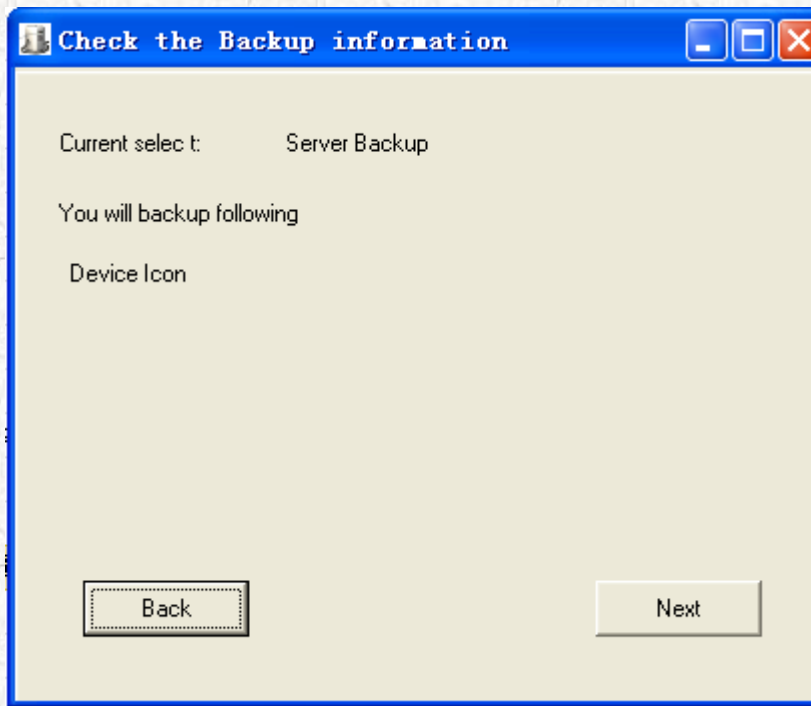 Check the Backup information
Current selec t: Server Backup
You will backup following
Device Icon
Back Next